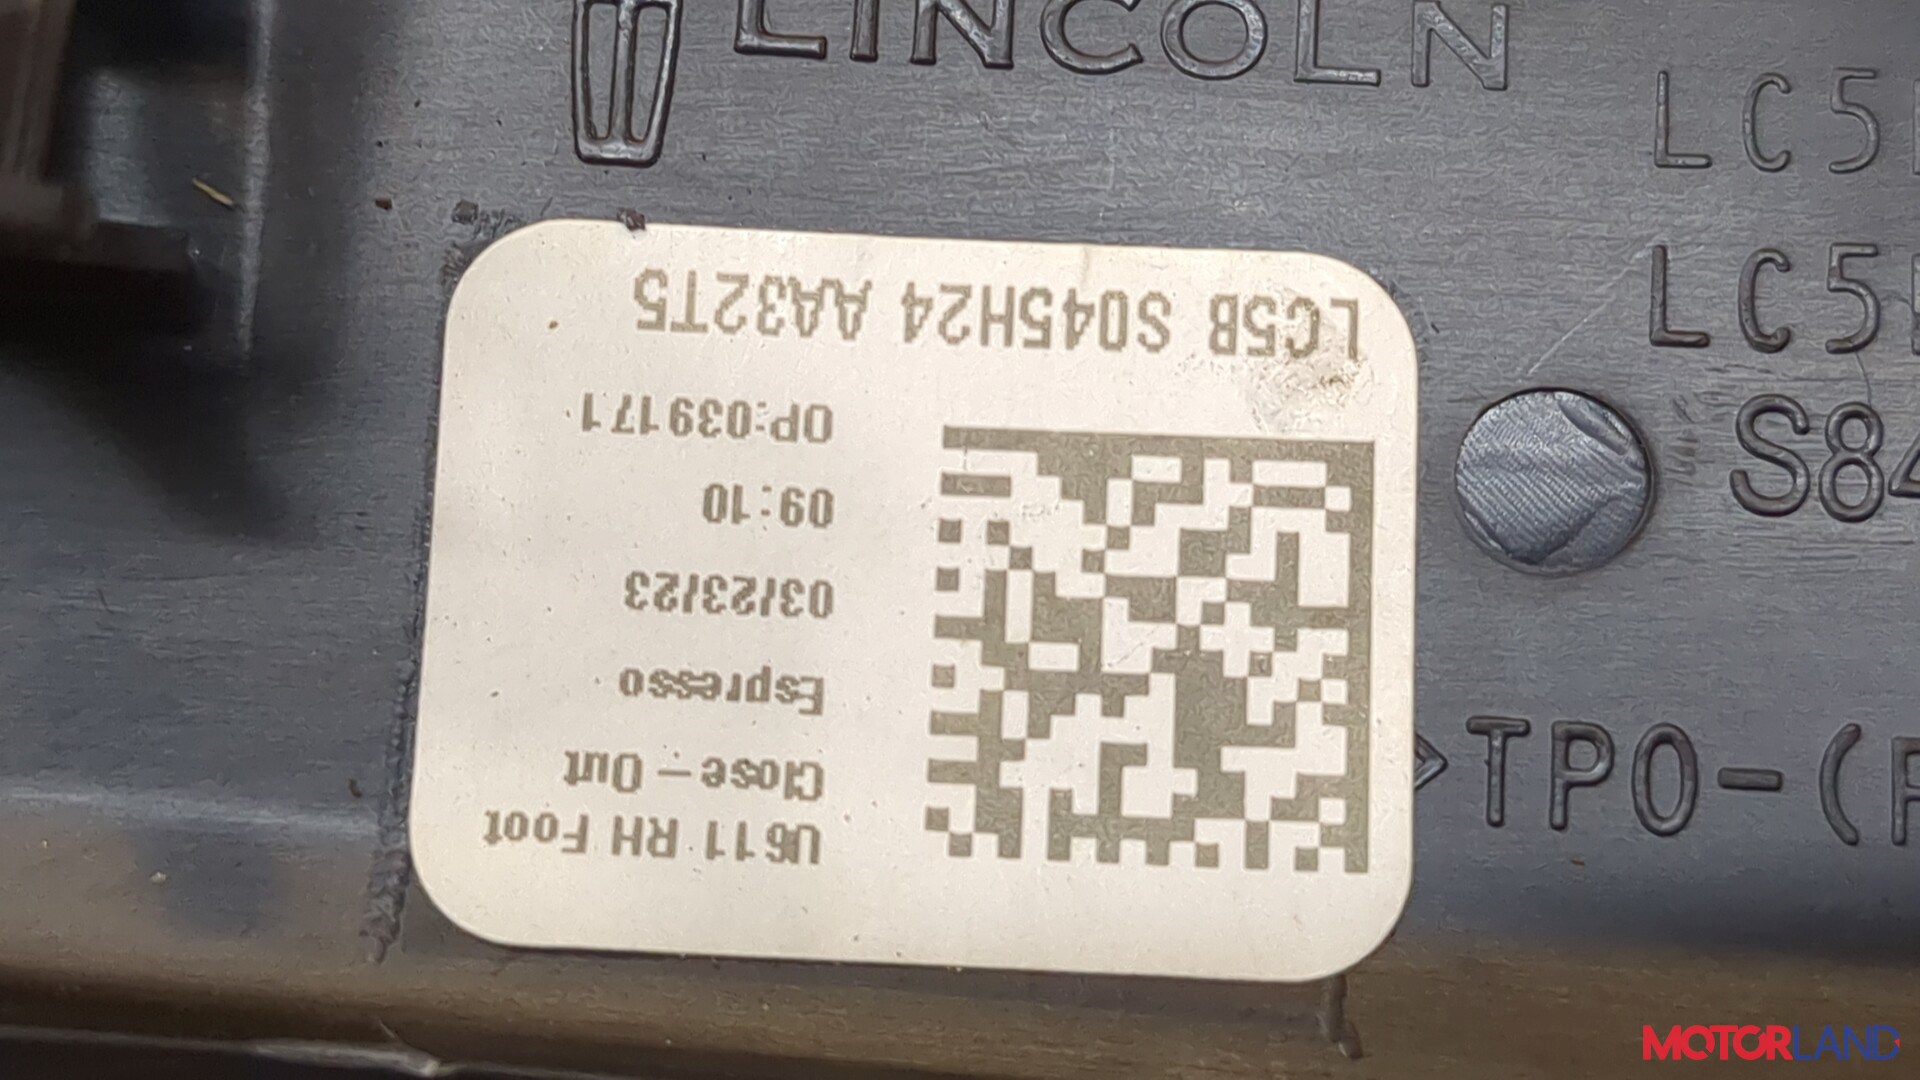 LINCOLN
LC5
LC5
S84
TPO-(P
LC5B S045H24 AA32T5
OP:039171
09:10
03/23/23
Espresso
Close-Out
U611 RH Foot
MOTORLAND